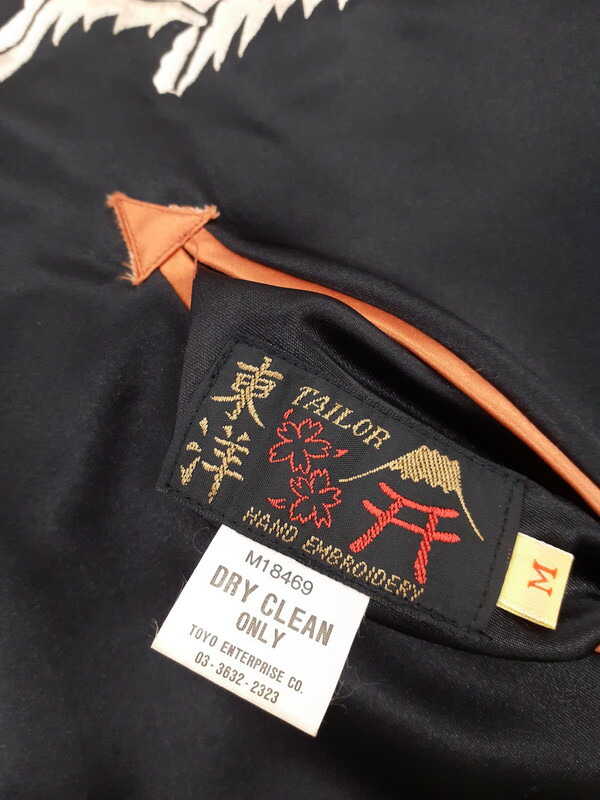 東洋
TAILOR
HAND EMBROIDERY
M
M18469
DRY CLEAN
ONLY
TOYO ENTERPRISE CO.
03-3632-2323